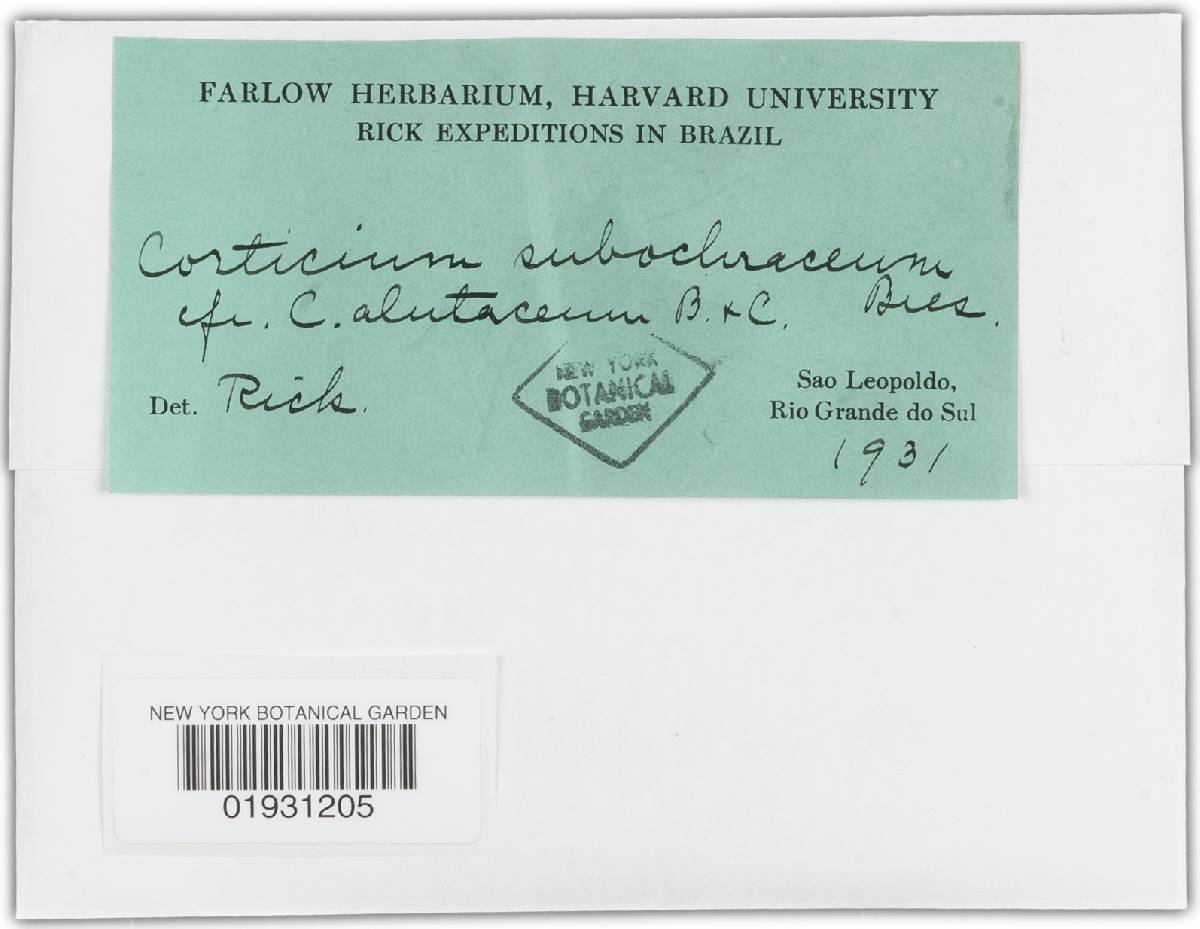 FARLOW HERBARIUM, HARVARD UNIVERSITY
RICK EXPEDITIONS IN BRAZIL
Corticium subochraceum
cfr. C. alutaceum B. & C. Bres.
Det. Rick.
NEW YORK
BOTANICAL
GARDEN
Sao Leopoldo,
Rio Grande do Sul
1931
NEW YORK BOTANICAL GARDEN
01931205